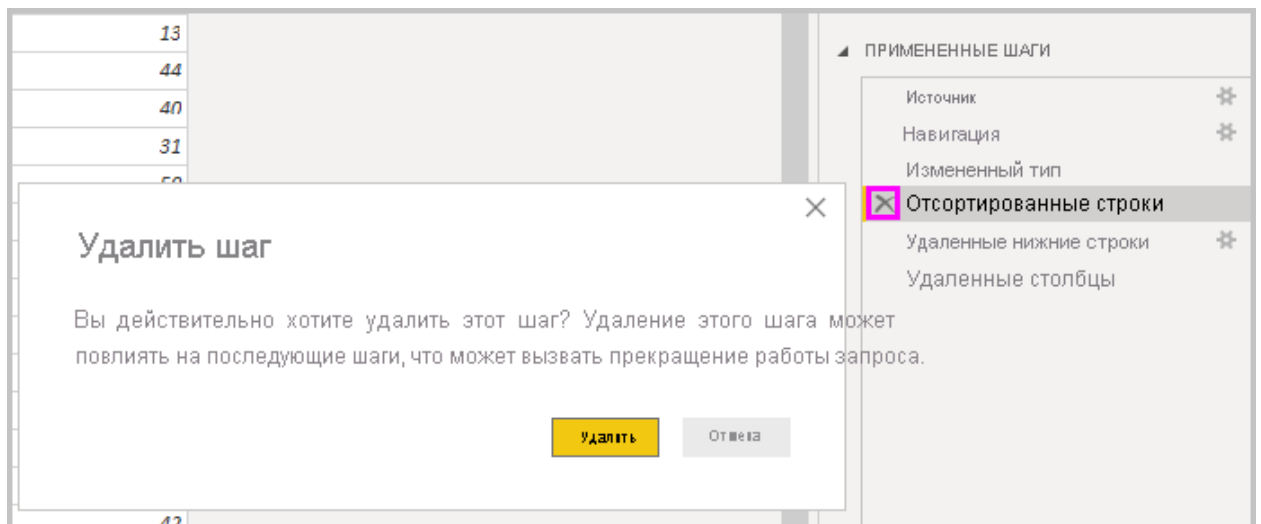 13
44
40
31
ПРИМЕНЕННЫЕ ШАГИ
Источник
Навигация
Измененный тип
Отсортированные строки
Удаленные нижние строки
Удаленные столбцы
Удалить шаг
Вы действительно хотите удалить этот шаг? Удаление этого шага может
повлиять на последующие шаги, что может вызвать прекращение работы запроса.
Удалить
Отмена